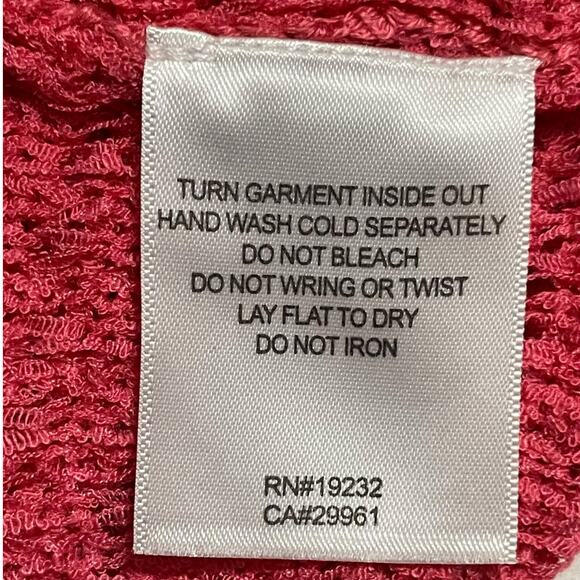 TURN GARMENT INSIDE OUT
HAND WASH COLD SEPARATELY
DO NOT BLEACH
DO NOT WRING OR TWIST
LAY FLAT TO DRY
DO NOT IRON
RN#19232
CA#29961